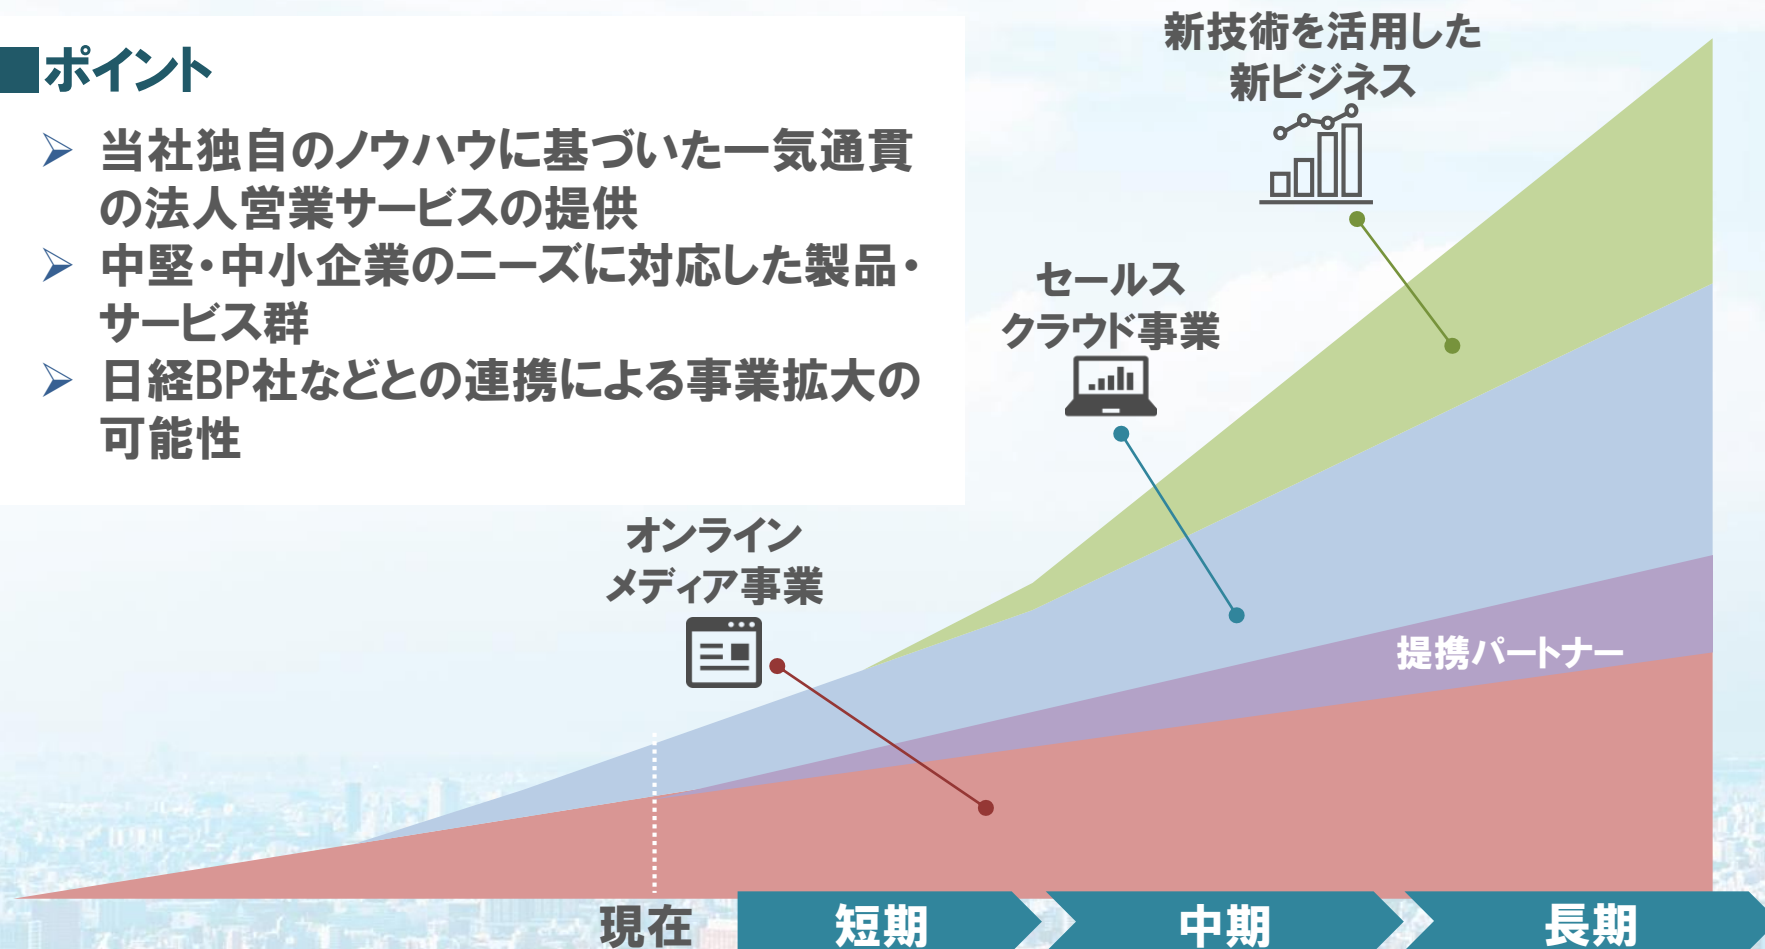 ■ポイント
➢ 当社独自のノウハウに基づいた一気通貫
の法人営業サービスの提供
➢ 中堅・中小企業のニーズに対応した製品・
サービス群
➢ 日経BP社などとの連携による事業拡大の
可能性
新技術を活用した
新ビジネス
セールス
クラウド事業
オンライン
メディア事業
提携パートナー
現在
短期
中期
長期